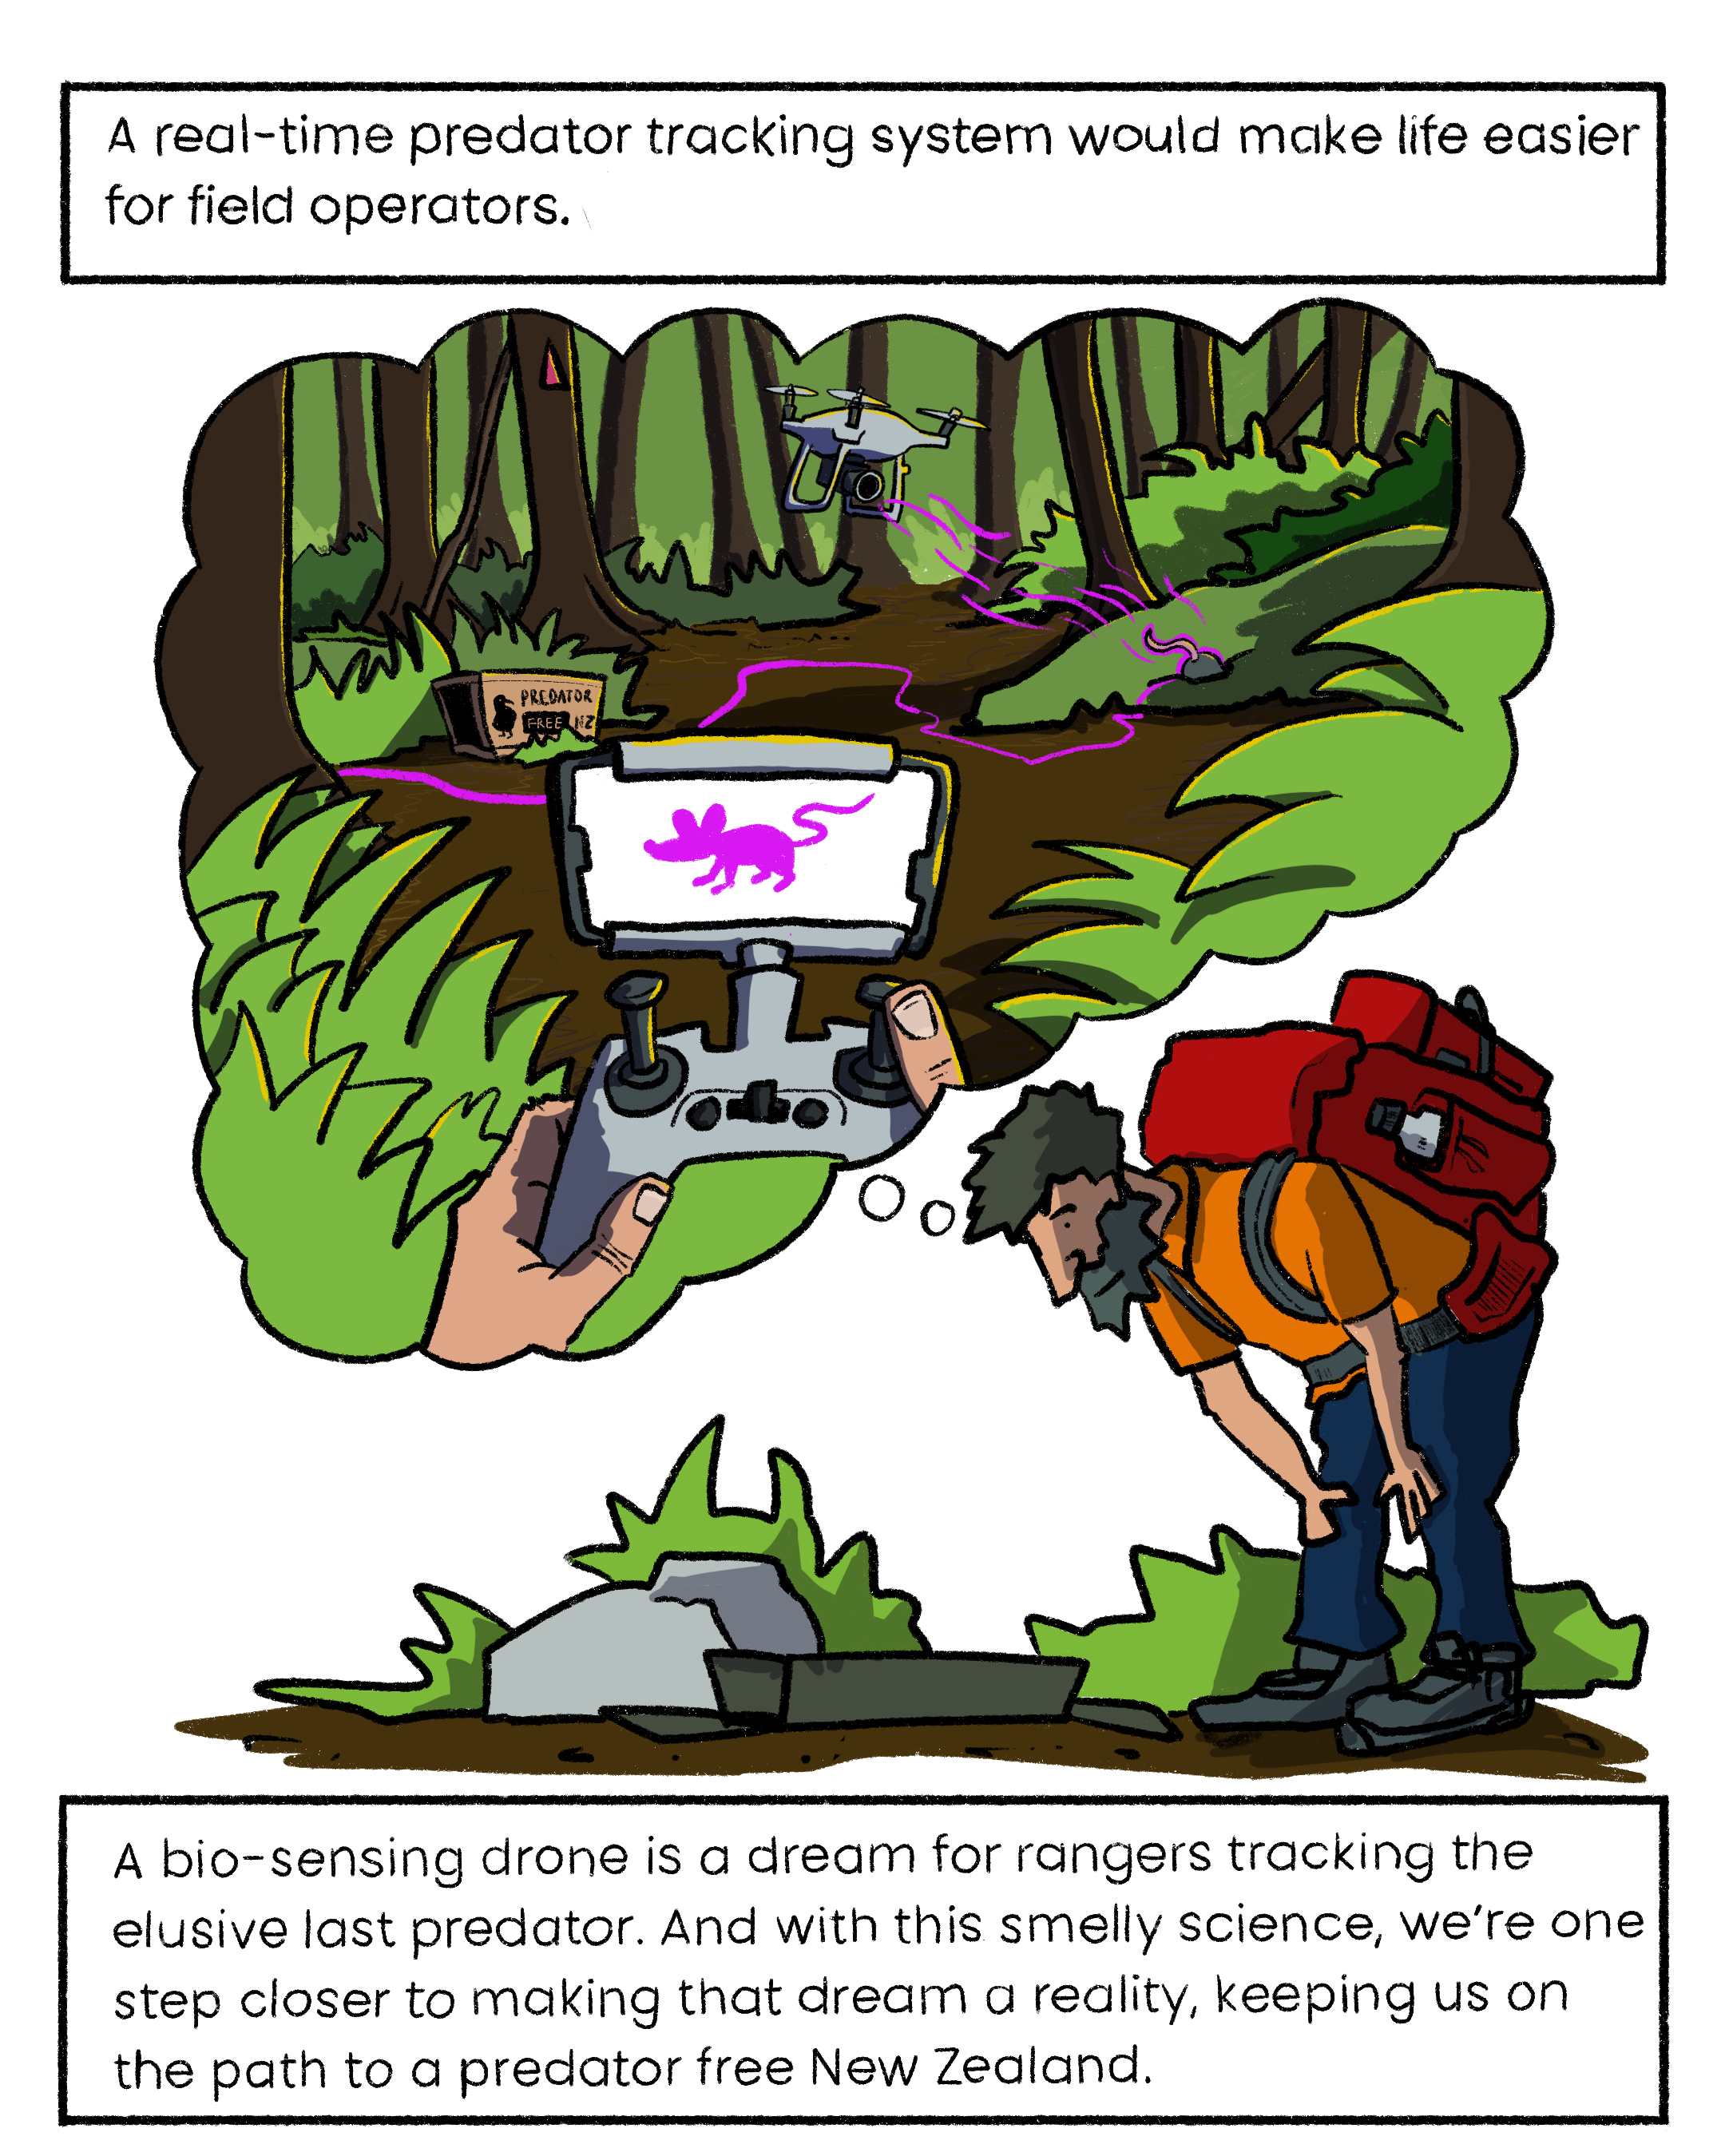 A real-time predator tracking system would make life easier
for field operators.
PREDATOR
FREE NZ
A bio-sensing drone is a dream for rangers tracking the
elusive last predator. And with this smelly science, we're one
step closer to making that dream a reality, keeping us on
the path to a predator free New Zealand.